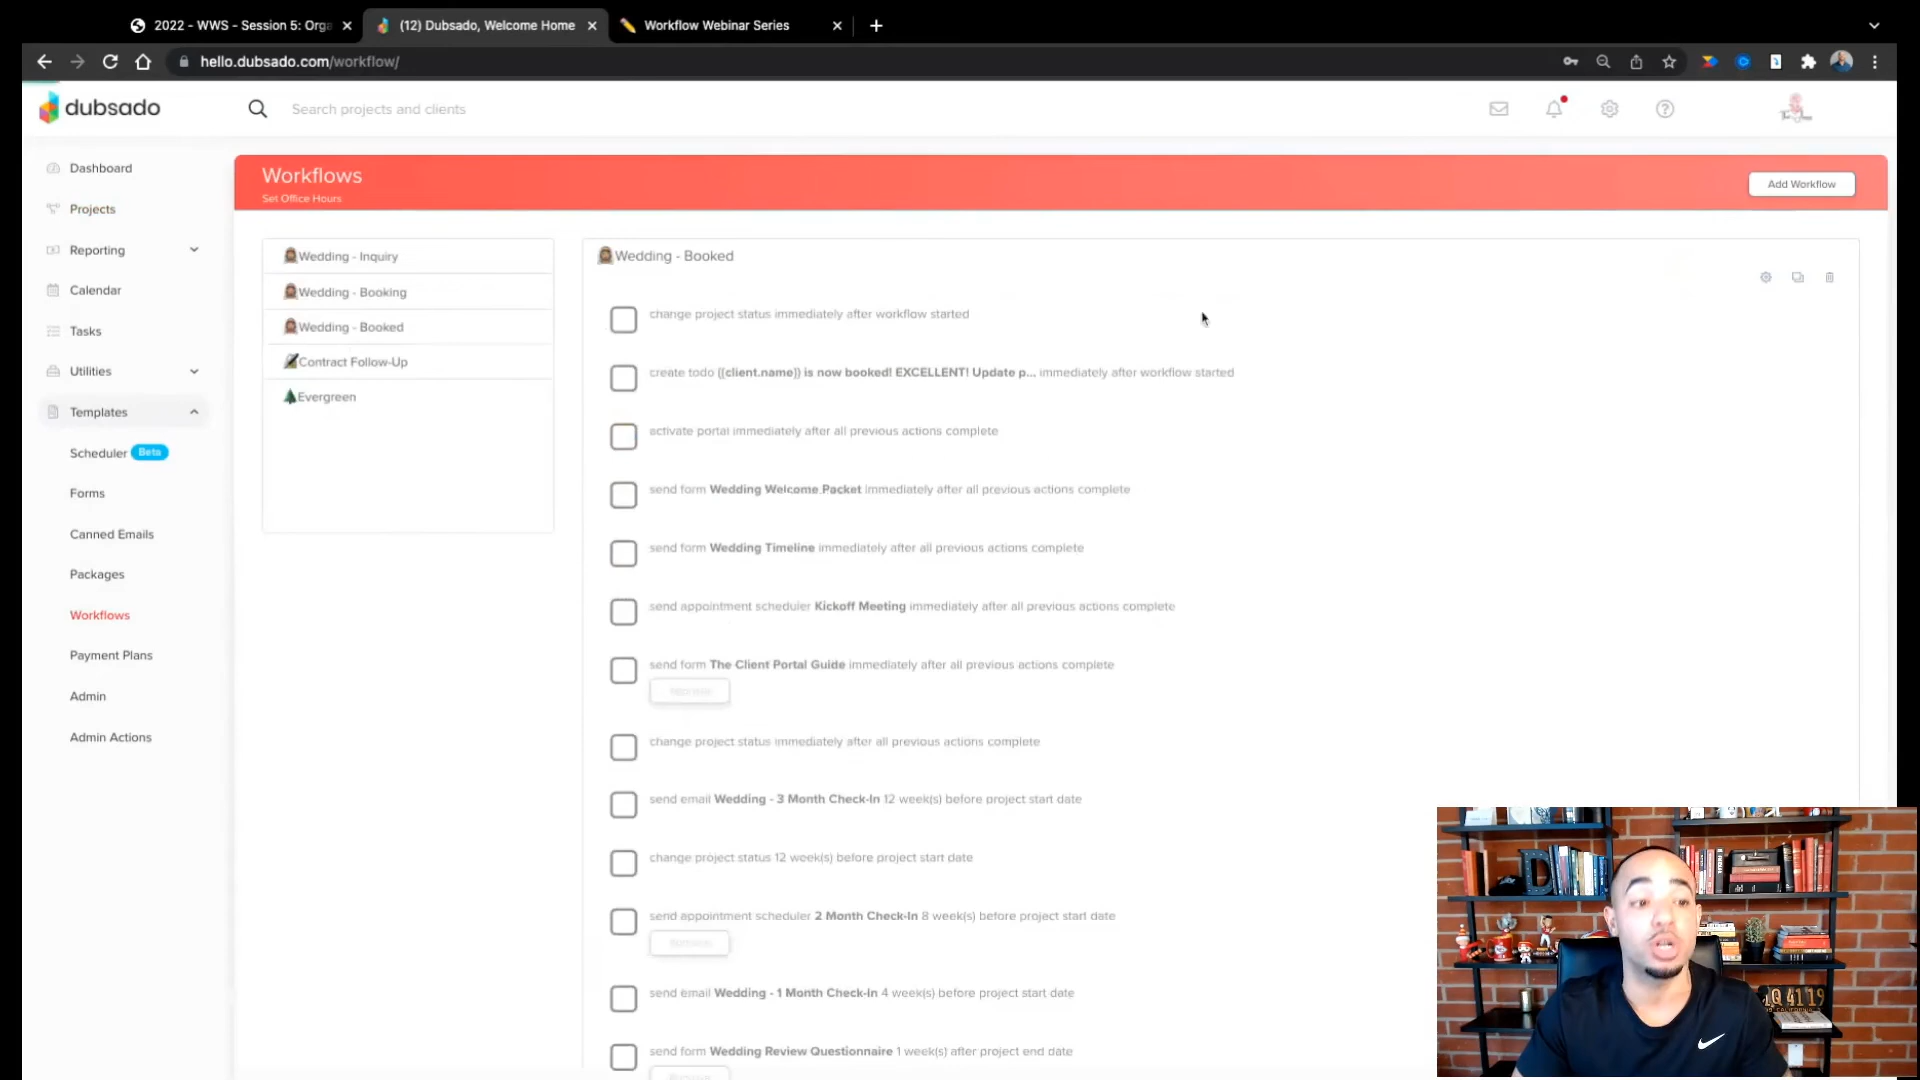 2022 - WWS - Session 5: Orga
(12) Dubsado, Welcome Home
Workflow Webinar Series
hello.dubsado.com/workflow/
dubsado
Search projects and clients
Dashboard
Projects
Reporting
Calendar
Tasks
Utilities
Templates
Scheduler Beta
Forms
Canned Emails
Packages
Workflows
Payment Plans
Admin
Admin Actions
Workflows
Set Office Hours
Add Workflow
Wedding - Inquiry
Wedding - Booking
Wedding - Booked
Contract Follow-Up
Evergreen
Wedding - Booked
change project status immediately after workflow started
create todo {{client.name}} is now booked! EXCELLENT! Update p... immediately after workflow started
activate portal immediately after all previous actions complete
send form Wedding Welcome Packet immediately after all previous actions complete
send form Wedding Timeline immediately after all previous actions complete
send appointment scheduler Kickoff Meeting immediately after all previous actions complete
send form The Client Portal Guide immediately after all previous actions complete
change project status immediately after all previous actions complete
send email Wedding - 3 Month Check-In 12 week(s) before project start date
change project status 12 week(s) before project start date
send appointment scheduler 2 Month Check-In 8 week(s) before project start date
send email Wedding - 1 Month Check-In 4 week(s) before project start date
send form Wedding Review Questionnaire 1 week(s) after project end date